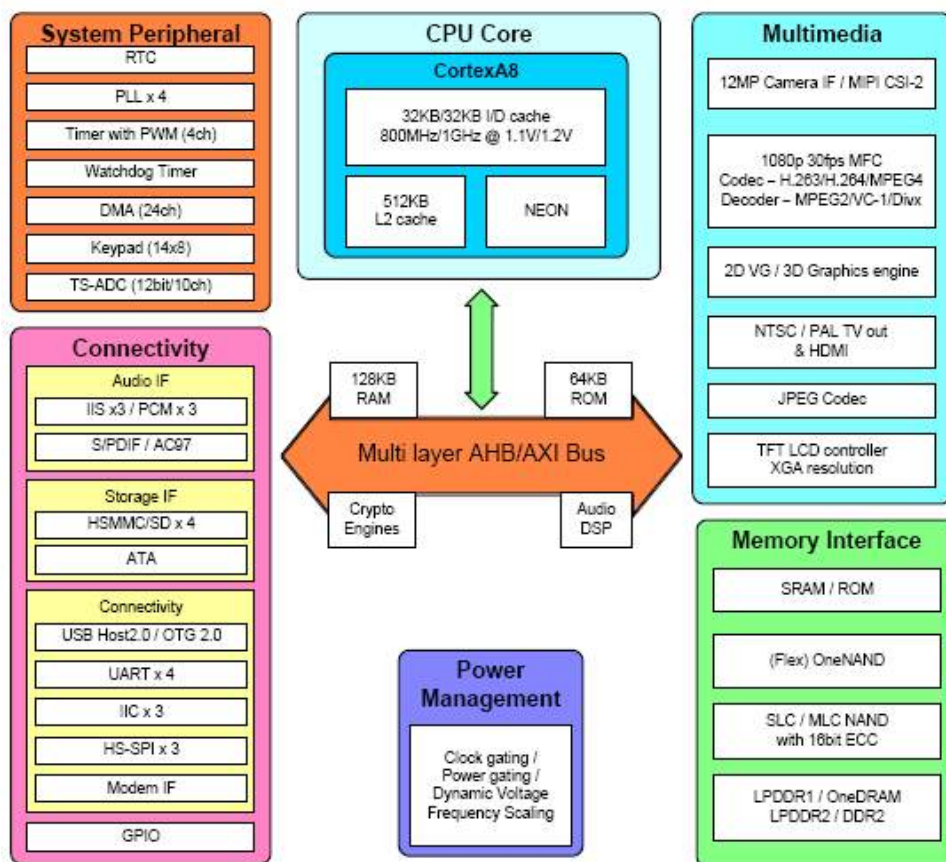 System Peripheral
RTC
PLL x 4
Timer with PWM (4ch)
Watchdog Timer
DMA (24ch)
Keypad (14x8)
TS-ADC (12bit/10ch)
CPU Core
CortexA8
32KB/32KB I/D cache
800MHz/1GHz @ 1.1V/1.2V
512KB
L2 cache
NEON
Multimedia
12MP Camera IF / MIPI CSI-2
1080p 30fps MFC
Codec – H.263/H.264/MPEG4
Decoder – MPEG2/VC-1/Divx
2D VG / 3D Graphics engine
NTSC / PAL TV out
& HDMI
JPEG Codec
TFT LCD controller
XGA resolution
Connectivity
Audio IF
IIS x3 / PCM x 3
S/PDIF / AC97
Storage IF
HSMMC/SD x 4
ATA
Connectivity
USB Host2.0 / OTG 2.0
UART x 4
IIC x 3
HS-SPI x 3
Modem IF
GPIO
128KB
RAM
64KB
ROM
Multi layer AHB/AXI Bus
Crypto
Engines
Audio
DSP
Power
Management
Clock gating /
Power gating /
Dynamic Voltage
Frequency Scaling
Memory Interface
SRAM / ROM
(Flex) OneNAND
SLC / MLC NAND
with 16bit ECC
LPDDR1 / OneDRAM
LPDDR2 / DDR2